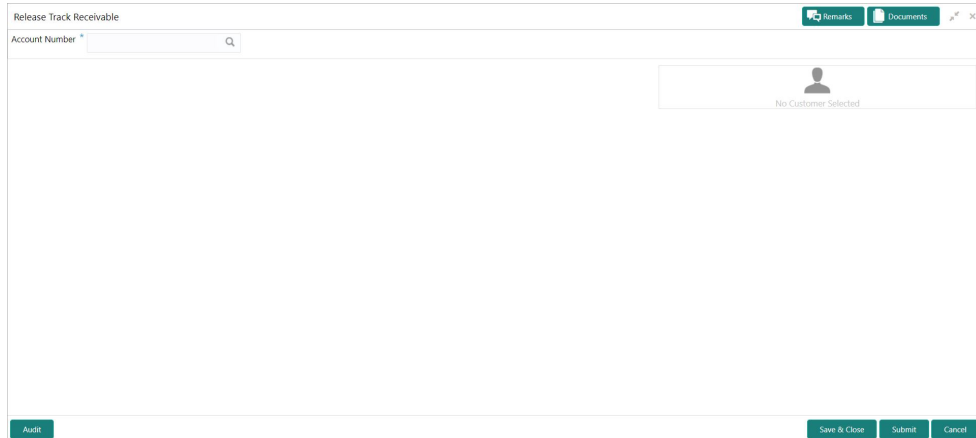 Release Track Receivable Remarks Documents
Account Number *
No Customer Selected
Audit Save & Close Submit Cancel